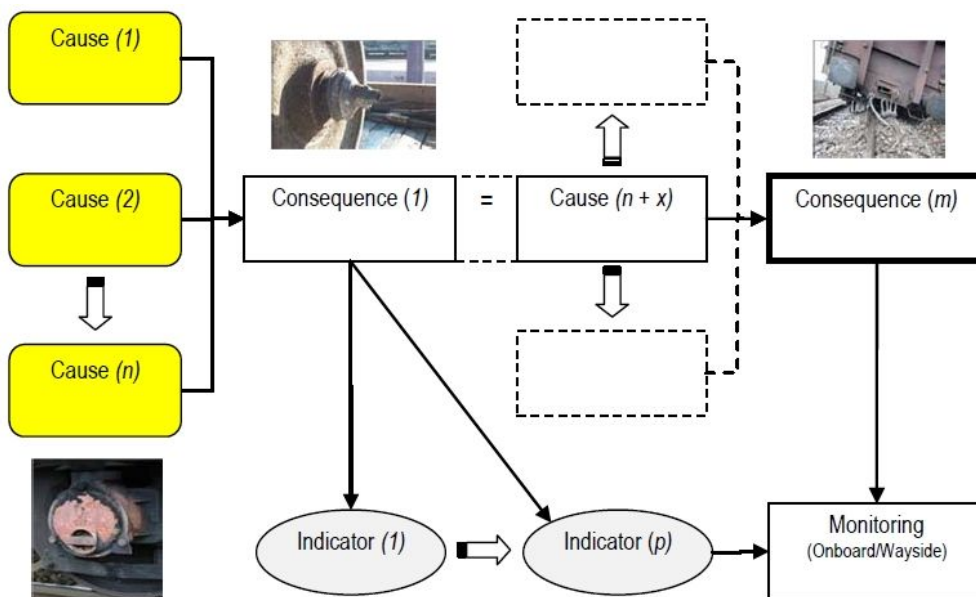 Cause (1)
Cause (2)
Consequence (1)
=
Cause (n + x)
Consequence (m)
Cause (n)
Indicator (1)
Indicator (p)
Monitoring
(Onboard/Wayside)